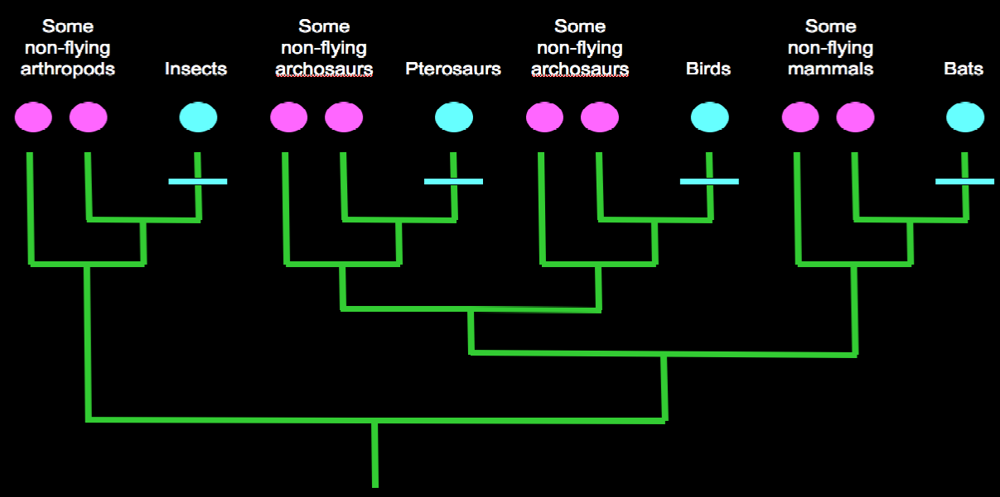 Some
non-flying
arthropods
Insects
Some
non-flying
archosaurs
Pterosaurs
Some
non-flying
archosaurs
Birds
Some
non-flying
mammals
Bats